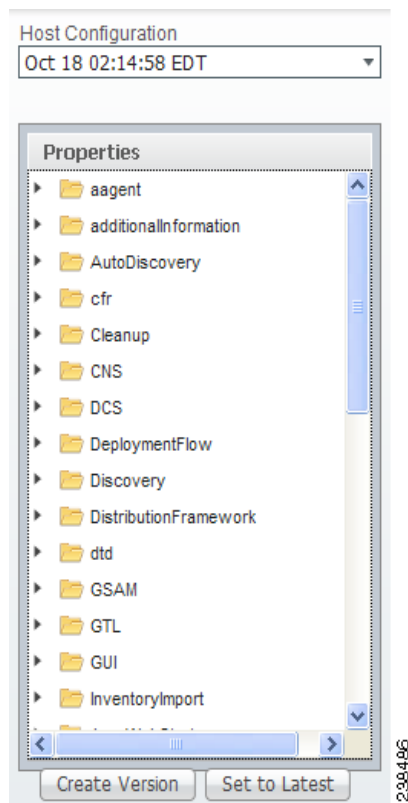 Host Configuration
Oct 18 02:14:58 EDT
Properties
aagent
additionalInformation
AutoDiscovery
cfr
Cleanup
CNS
DCS
DeploymentFlow
Discovery
DistributionFramework
dtd
GSAM
GTL
GUI
InventoryImport
Create Version
Set to Latest
238486